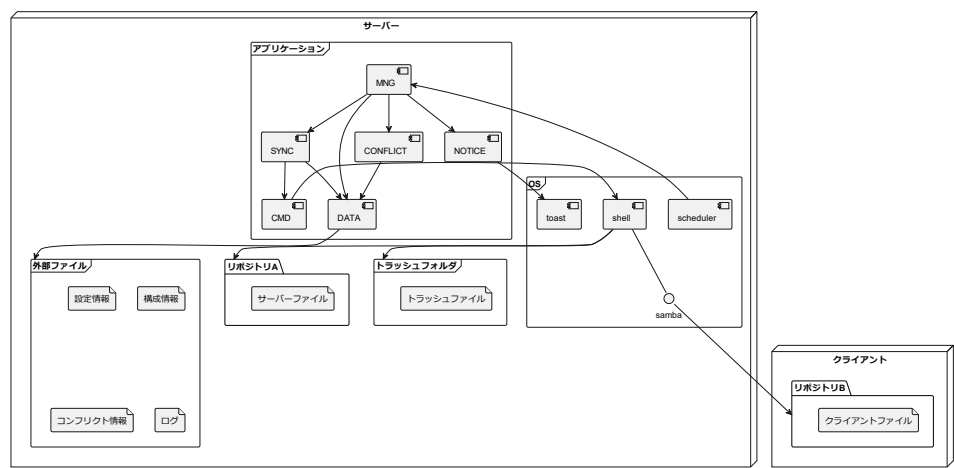 サーバー
アプリケーション
MNG
SYNC
CONFLICT
NOTICE
OS
CMD
DATA
toast
shell
scheduler
外部ファイル
リポジトリA
トラッシュフォルダ
設定情報
構成情報
サーバーファイル
トラッシュファイル
samba
クライアント
リポジトリB
コンフリクト情報
ログ
クライアントファイル